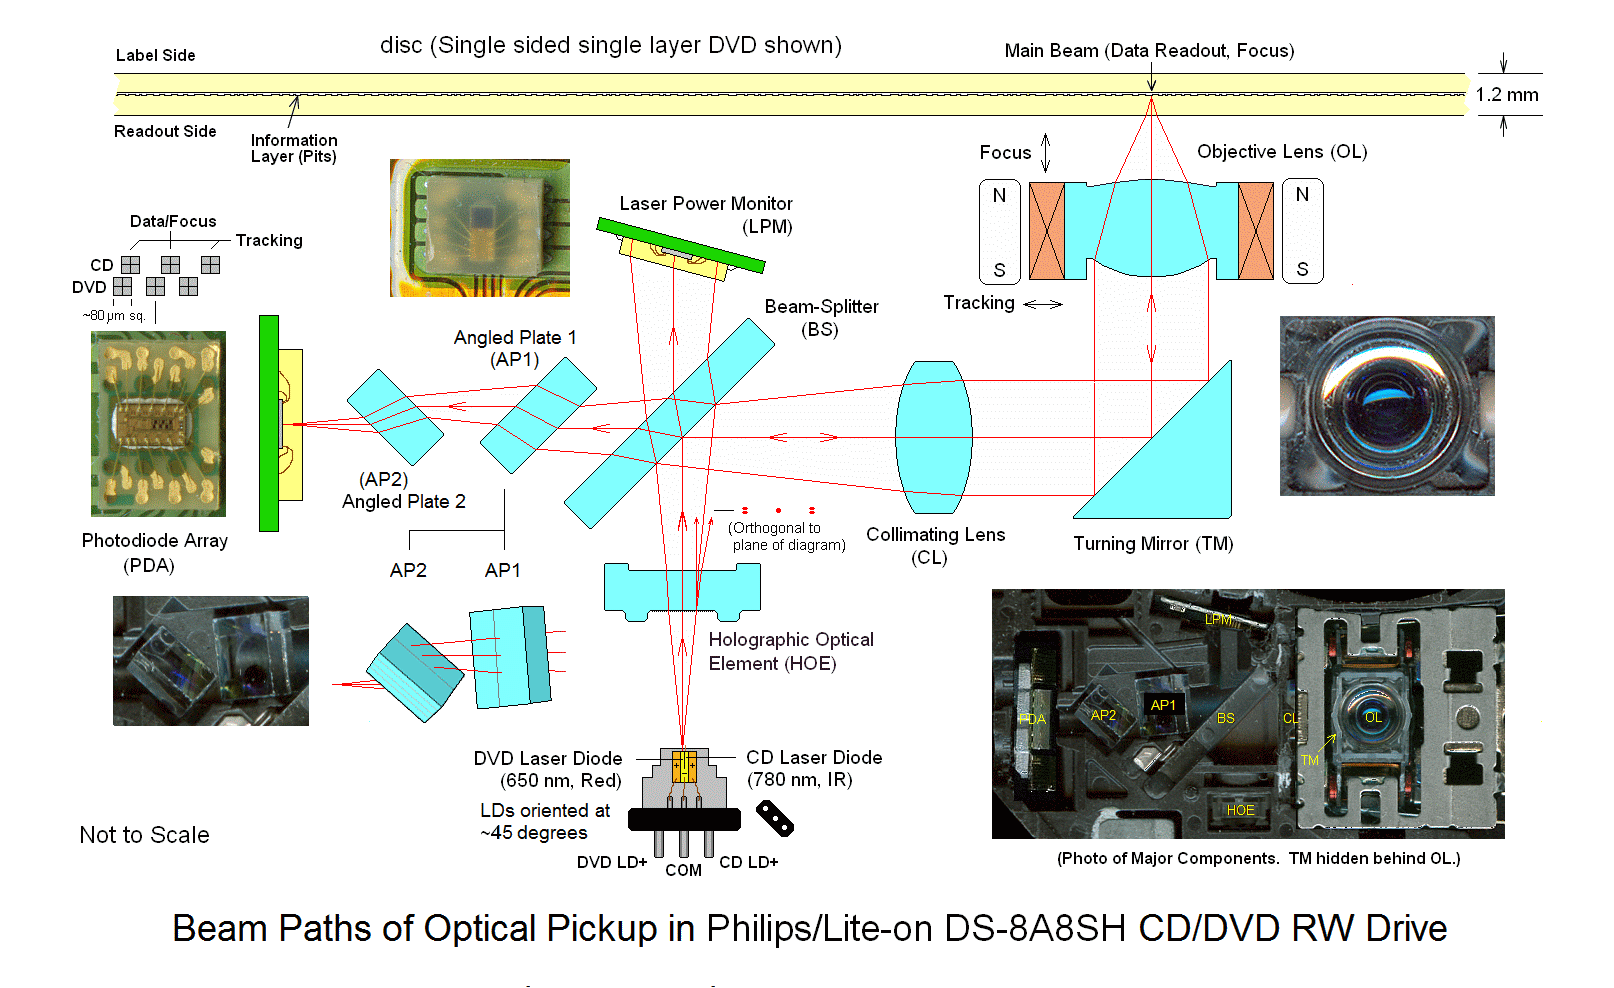 disc (Single sided single layer DVD shown)
Label Side
Main Beam (Data Readout, Focus)
1.2 mm
Readout Side
Information
Layer (Pits)
Focus
Objective Lens (OL)
N
S
N
S
Tracking
Laser Power Monitor
(LPM)
Data/Focus
Tracking
CD
DVD
~80 µm sq.
Beam-Splitter
(BS)
Angled Plate 1
(AP1)
(AP2)
Angled Plate 2
Photodiode Array
(PDA)
AP2
AP1
(Orthogonal to
plane of diagram)
Collimating Lens
(CL)
Turning Mirror (TM)
Holographic Optical
Element (HOE)
DVD Laser Diode
(650 nm, Red)
CD Laser Diode
(780 nm, IR)
LDs oriented at
~45 degrees
DVD LD+
COM
CD LD+
LPM
PDA
AP2
AP1
BS
CL
OL
TM
HOE
(Photo of Major Components. TM hidden behind OL.)
Not to Scale
Beam Paths of Optical Pickup in Philips/Lite-on DS-8A8SH CD/DVD RW Drive